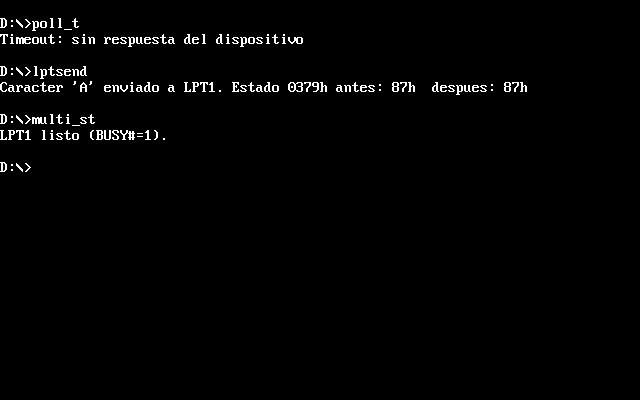 D:\>poll_t
Timeout: sin respuesta del dispositivo
D:\>lptsend
Caracter 'A' enviado a LPT1. Estado 0379h antes: 87h  despues: 87h
D:\>multi_st
LPT1 listo (BUSY#=1).
D:\>